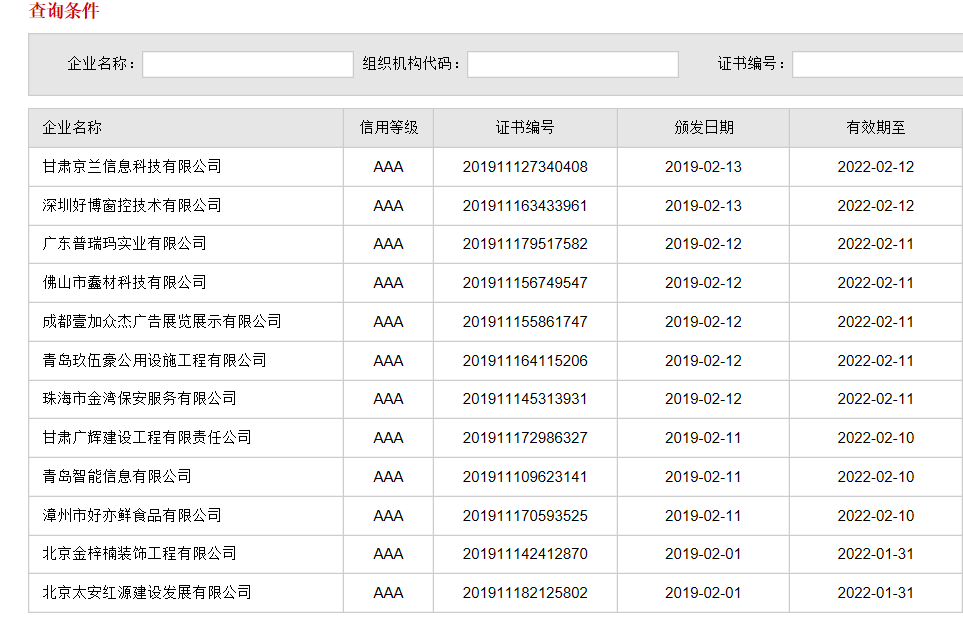 查询条件
企业名称： 组织机构代码： 证书编号：
企业名称 信用等级 证书编号 颁发日期 有效期至
甘肃京兰信息科技有限公司 AAA 201911127340408 2019-02-13 2022-02-12
深圳好博窗控技术有限公司 AAA 201911163433961 2019-02-13 2022-02-12
广东普瑞玛实业有限公司 AAA 201911179517582 2019-02-12 2022-02-11
佛山市鑫材科技有限公司 AAA 201911156749547 2019-02-12 2022-02-11
成都壹加众杰广告展览展示有限公司 AAA 201911155861747 2019-02-12 2022-02-11
青岛玖伍豪公用设施工程有限公司 AAA 201911164115206 2019-02-12 2022-02-11
珠海市金湾保安服务有限公司 AAA 201911145313931 2019-02-12 2022-02-11
甘肃广辉建设工程有限责任公司 AAA 201911172986327 2019-02-11 2022-02-10
青岛智能信息有限公司 AAA 201911109623141 2019-02-11 2022-02-10
漳州市好亦鲜食品有限公司 AAA 201911170593525 2019-02-11 2022-02-10
北京金梓楠装饰工程有限公司 AAA 201911142412870 2019-02-01 2022-01-31
北京太安红源建设发展有限公司 AAA 201911182125802 2019-02-01 2022-01-31